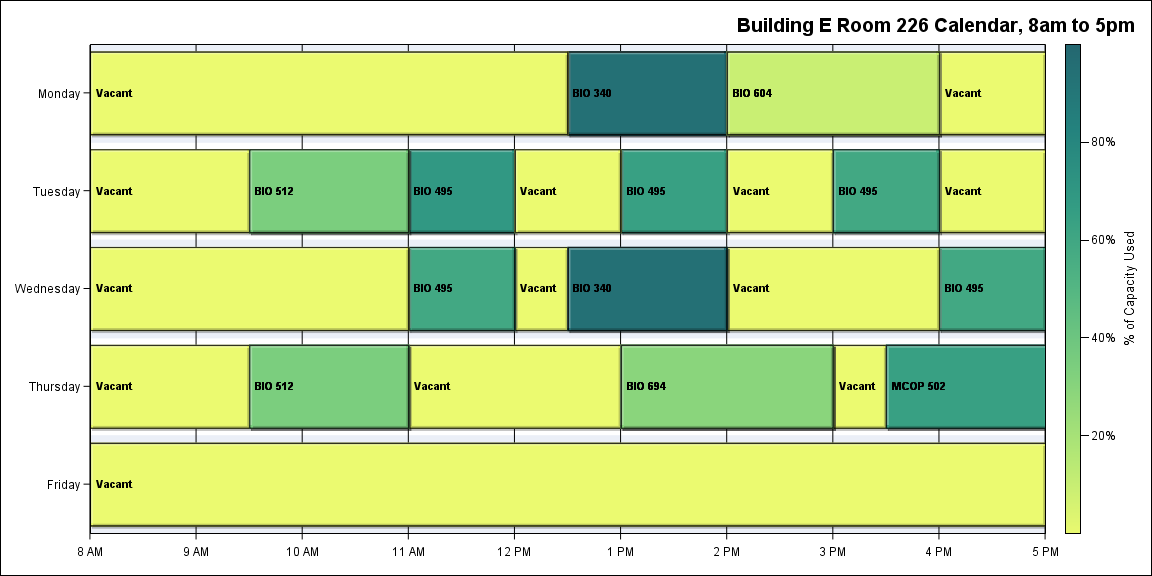 Building E Room 226 Calendar, 8am to 5pm
Monday
Vacant
BIO 340
BIO 604
Vacant
Tuesday
Vacant
BIO 512
BIO 495
Vacant
BIO 495
Vacant
BIO 495
Vacant
Wednesday
Vacant
BIO 495
Vacant
BIO 340
Vacant
BIO 495
Thursday
Vacant
BIO 512
Vacant
BIO 694
Vacant
MCOP 502
Friday
Vacant
8 AM
9 AM
10 AM
11 AM
12 PM
1 PM
2 PM
3 PM
4 PM
5 PM
80%
60%
40%
20%
% of Capacity Used